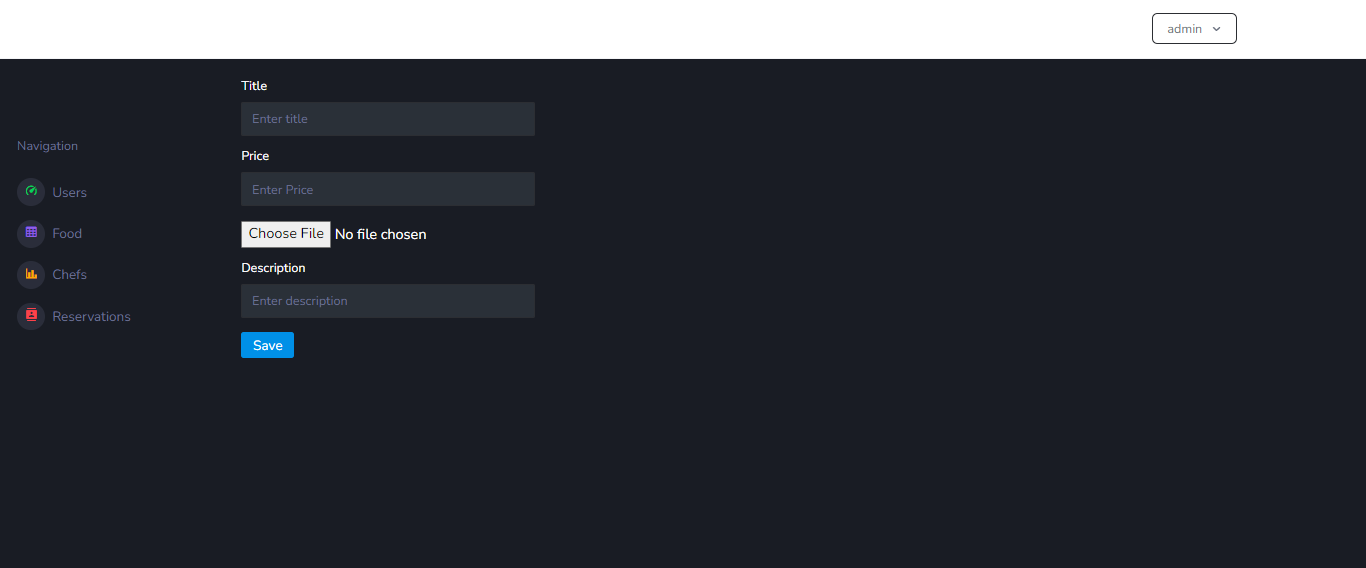 admin
Navigation
Users
Food
Chefs
Reservations
Title
Enter title
Price
Enter Price
Choose File No file chosen
Description
Enter description
Save